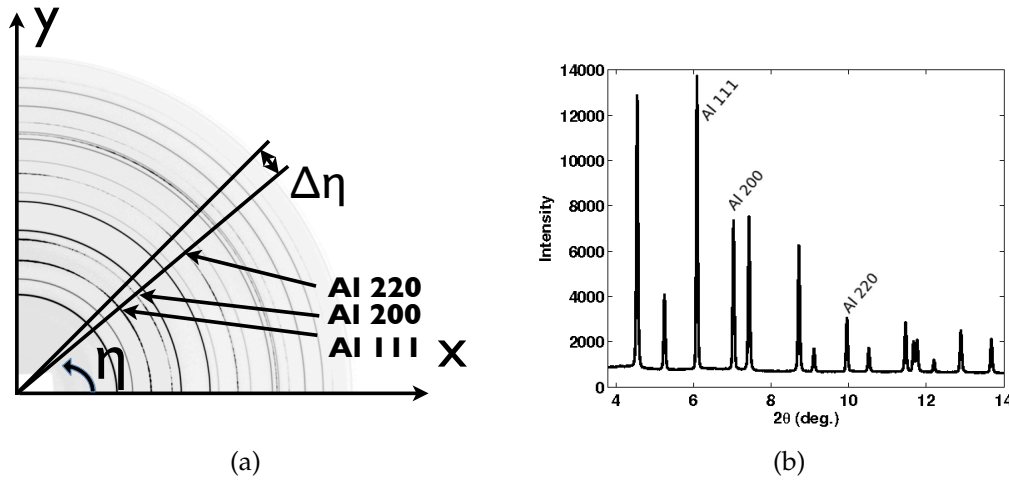 y
Δη
Al 220
Al 200
Al 111
x
η
(a)
14000
12000
10000
8000
6000
4000
2000
0
Intensity
Al 111
Al 200
Al 220
4 6 8 10 12 14
2θ (deg.)
(b)